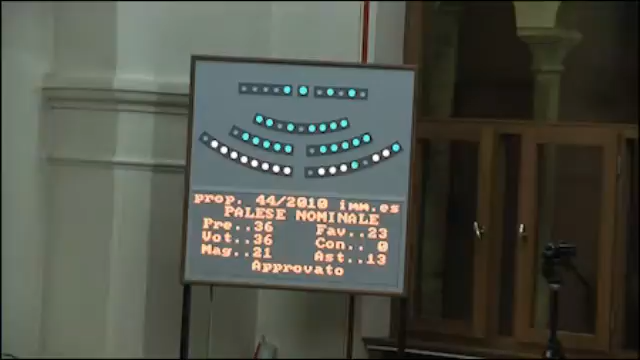 prop. 44/2010 imm.es
PALESE NOMINALE
Pre..36 Fav..23
Vot..36 Con.. 0
Mag..21 Ast..13
Approvato